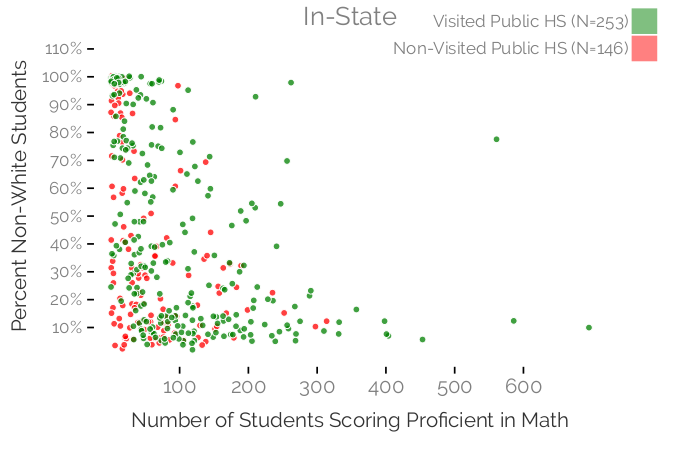 In-State
Visited Public HS (N=253)
Non-Visited Public HS (N=146)
Percent Non-White Students
110%
100%
90%
80%
70%
60%
50%
40%
30%
20%
10%
100 200 300 400 500 600
Number of Students Scoring Proficient in Math